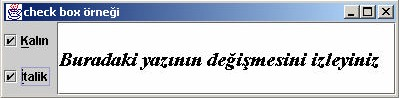 check box örneği
Kalın
Buradaki yazının değişmesini izleyiniz
İtalik